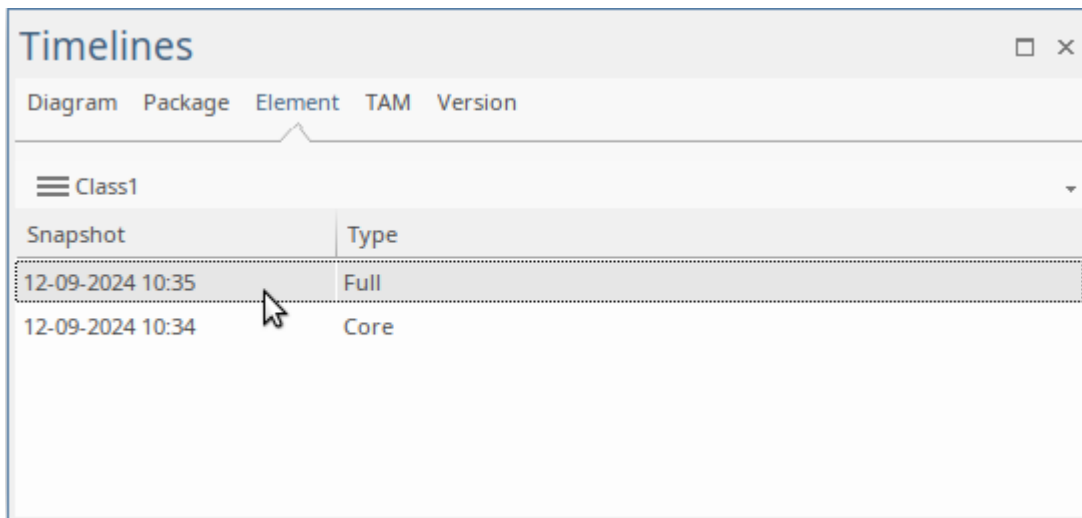 Timelines
Diagram Package Element TAM Version
Class1
Snapshot Type
12-09-2024 10:35 Full
12-09-2024 10:34 Core